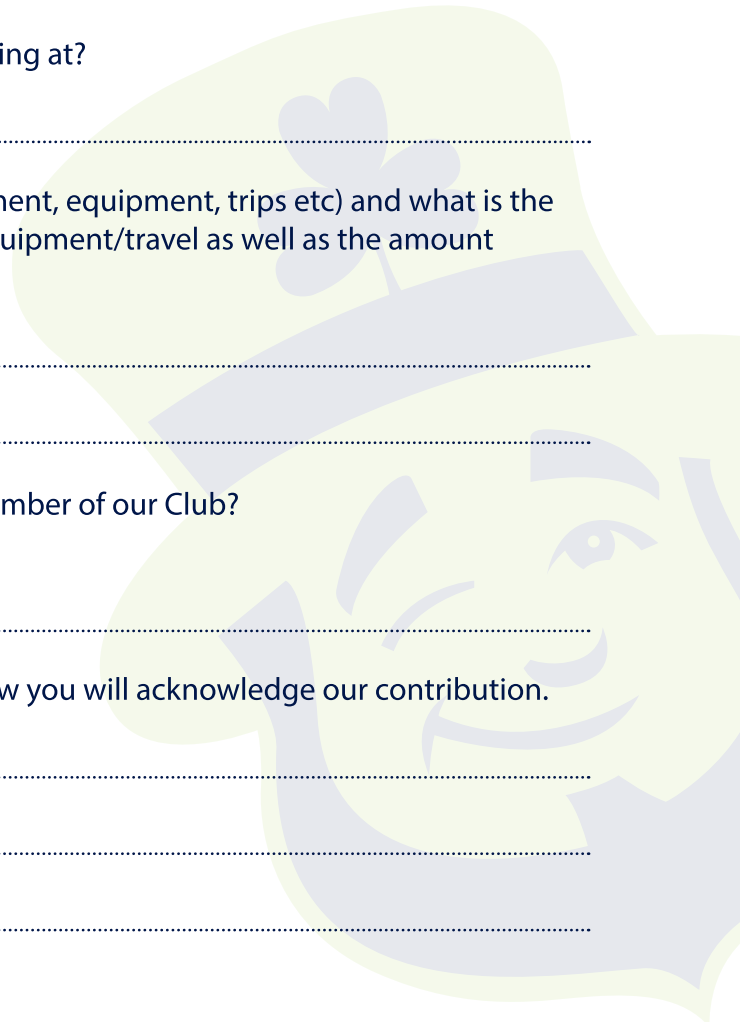 ing at?
ent, equipment, trips etc) and what is the
uipment/travel as well as the amount
mber of our Club?
w you will acknowledge our contribution.